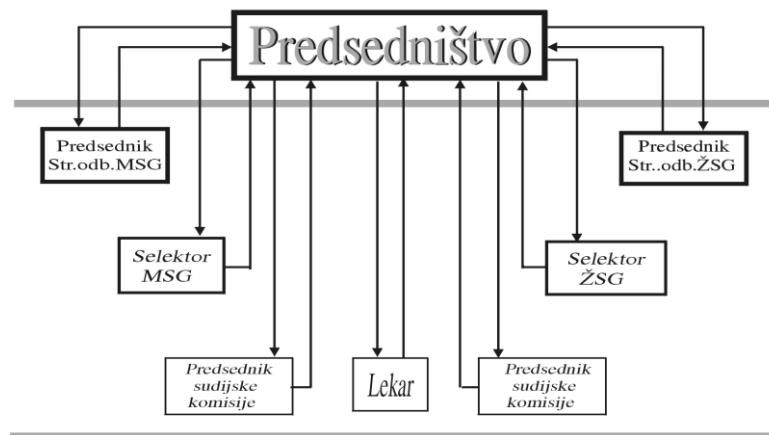 Predsedništvo
Predsednik
Str.odb.MSG
Predsednik
Str..odb.ŽSG
Selektor
MSG
Selektor
ŽSG
Predsednik
sudijske
komisije
Lekar
Predsednik
sudijske
komisije